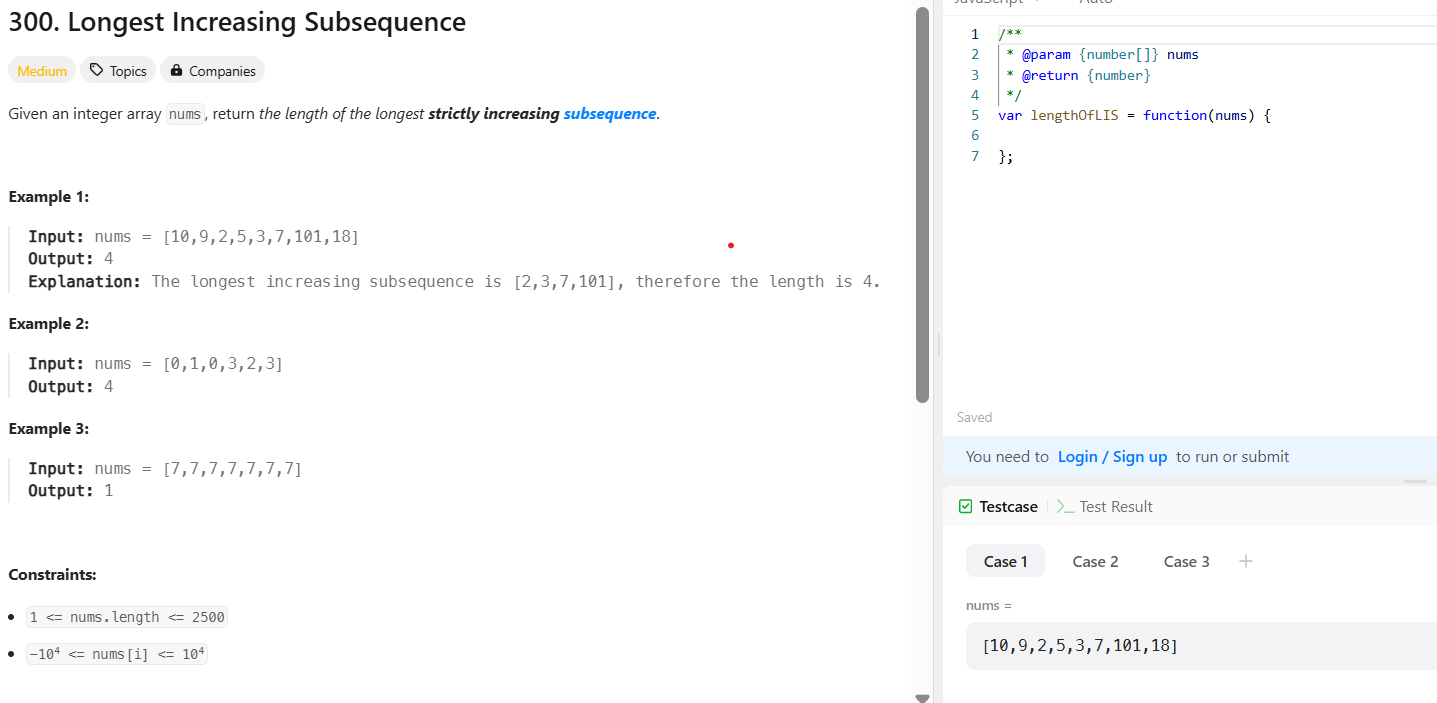 300. Longest Increasing Subsequence
Medium
Topics
Companies
Given an integer array nums, return the length of the longest strictly increasing subsequence.
Example 1:
Input: nums = [10,9,2,5,3,7,101,18]
Output: 4
Explanation: The longest increasing subsequence is [2,3,7,101], therefore the length is 4.
Example 2:
Input: nums = [0,1,0,3,2,3]
Output: 4
Example 3:
Input: nums = [7,7,7,7,7,7,7]
Output: 1
Constraints:
• 1 <= nums.length <= 2500
• -10⁴ <= nums[i] <= 10⁴
JavaScript Auto
1 /**
2 * @param {number[]} nums
3 * @return {number}
4 */
5 var lengthOfLIS = function(nums) {
6
7 };
Saved
You need to Login / Sign up to run or submit
Testcase
Test Result
Case 1 Case 2 Case 3 +
nums =
[10,9,2,5,3,7,101,18]